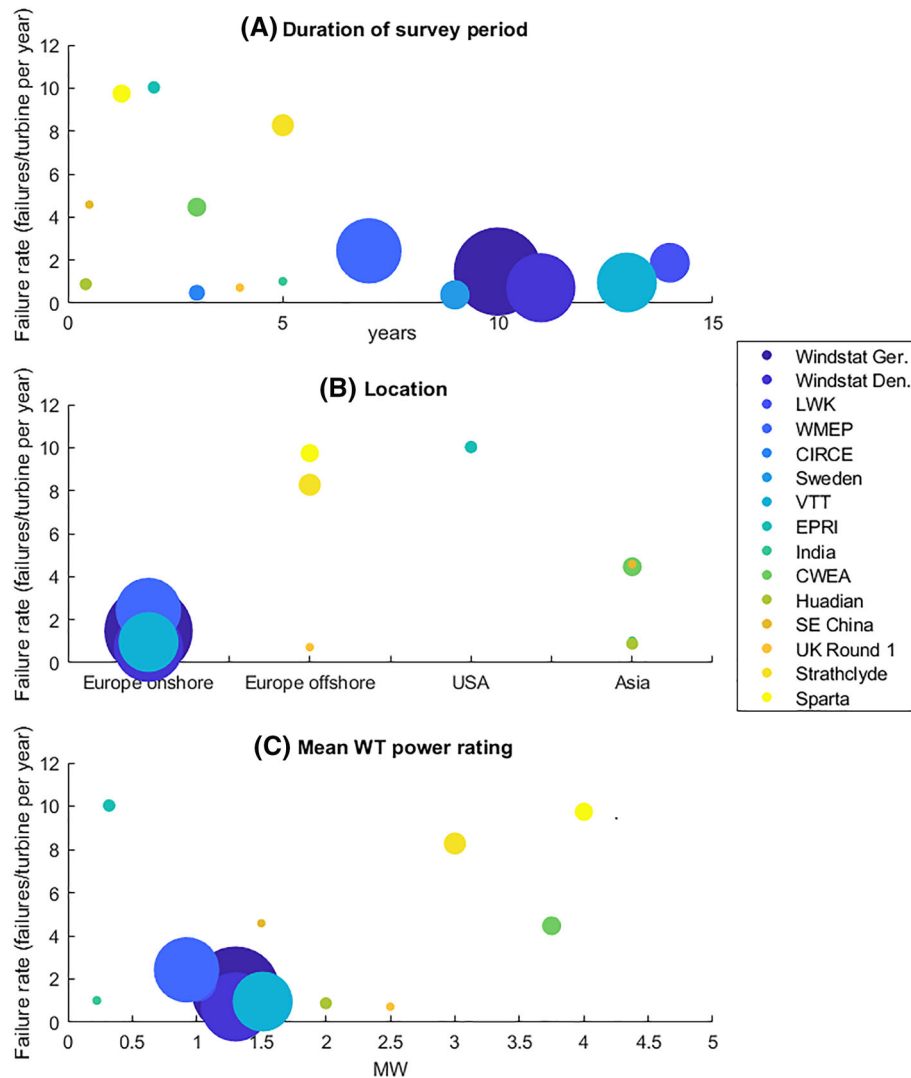 (A) Duration of survey period
Failure rate (failures/turbine per year)
12
10
8
6
4
2
0
0
5
10
15
years
(B) Location
Failure rate (failures/turbine per year)
12
10
8
6
4
2
0
Europe onshore
Europe offshore
USA
Asia
Windstat Ger.
Windstat Den.
LWK
WMEP
CIRCE
Sweden
VTT
EPRI
India
CWEA
Huadian
SE China
UK Round 1
Strathclyde
Sparta
(C) Mean WT power rating
Failure rate (failures/turbine per year)
12
10
8
6
4
2
0
0
0.5
1
1.5
2
2.5
3
3.5
4
4.5
5
MW